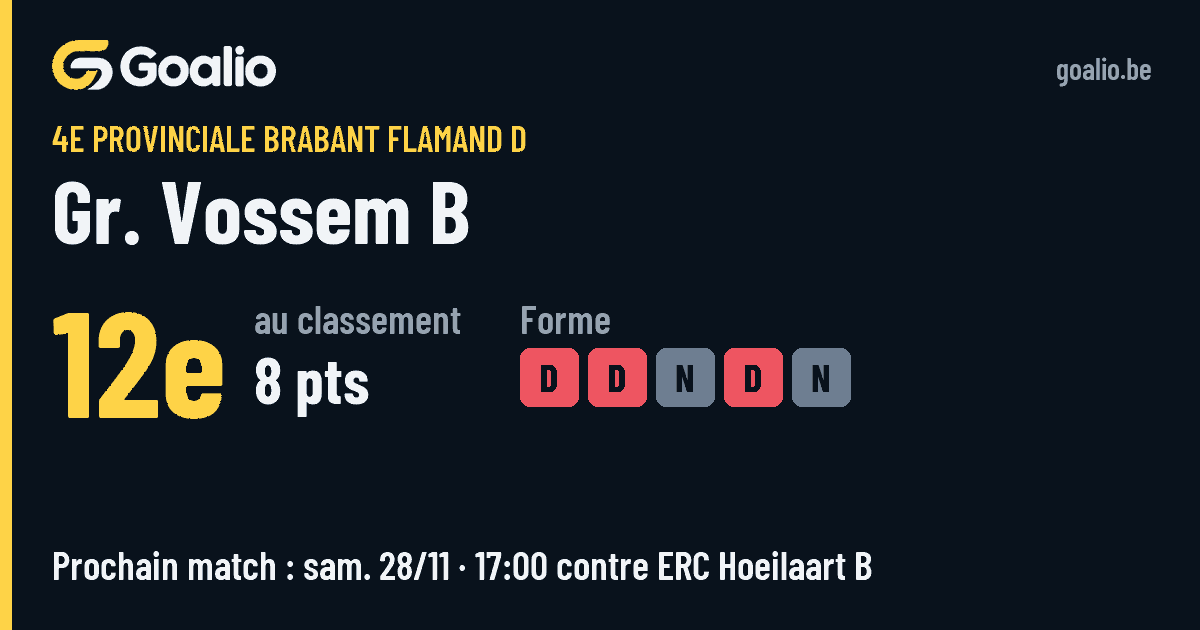 Goalio
goalio.be
4E PROVINCIALE BRABANT FLAMAND D
Gr. Vossem B
12e
au classement
8 pts
Forme
D D N D N
Prochain match : sam. 28/11 · 17:00 contre ERC Hoeilaart B